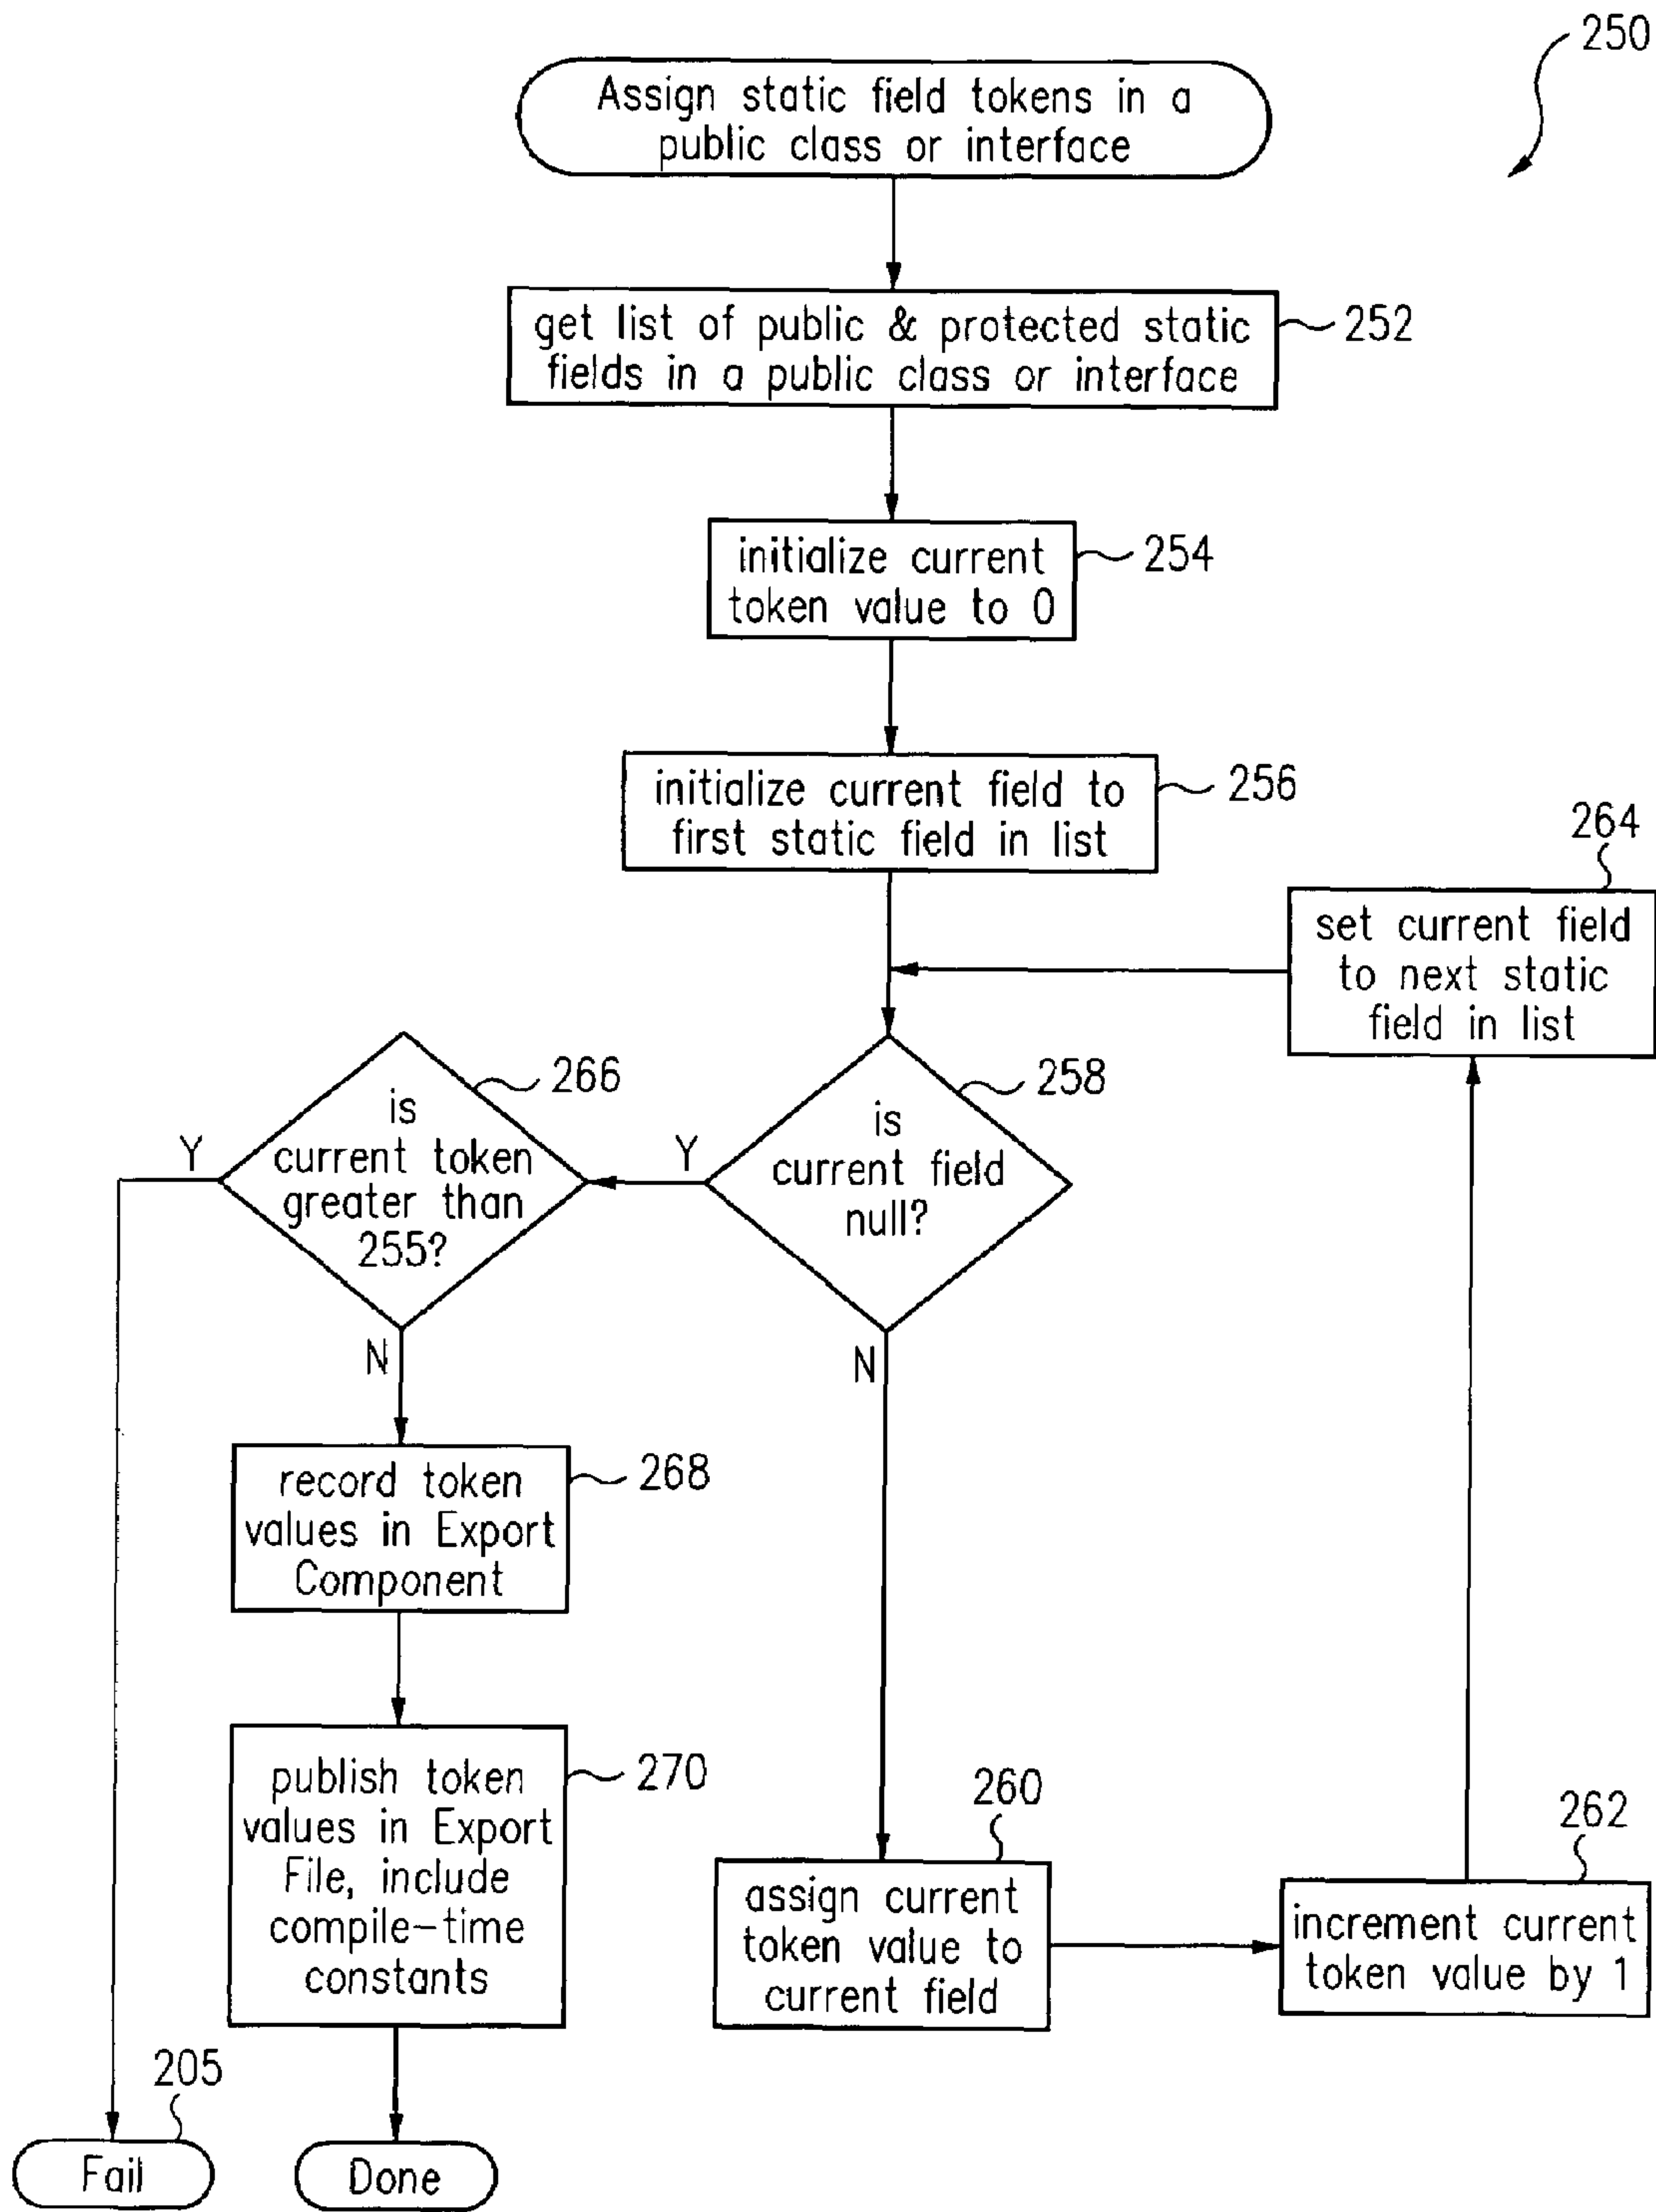 250
Assign static field tokens in a
public class or interface
get list of public & protected static
fields in a public class or interface
252
initialize current
token value to 0
254
initialize current field to
first static field in list
256
264
set current field
to next static
field in list
266
is
current token
greater than
255?
Y
N
258
is
current field
null?
Y
N
record token
values in Export
Component
268
publish token
values in Export
File, include
compile-time
constants
270
260
assign current
token value to
current field
262
increment current
token value by 1
205
Fail
Done